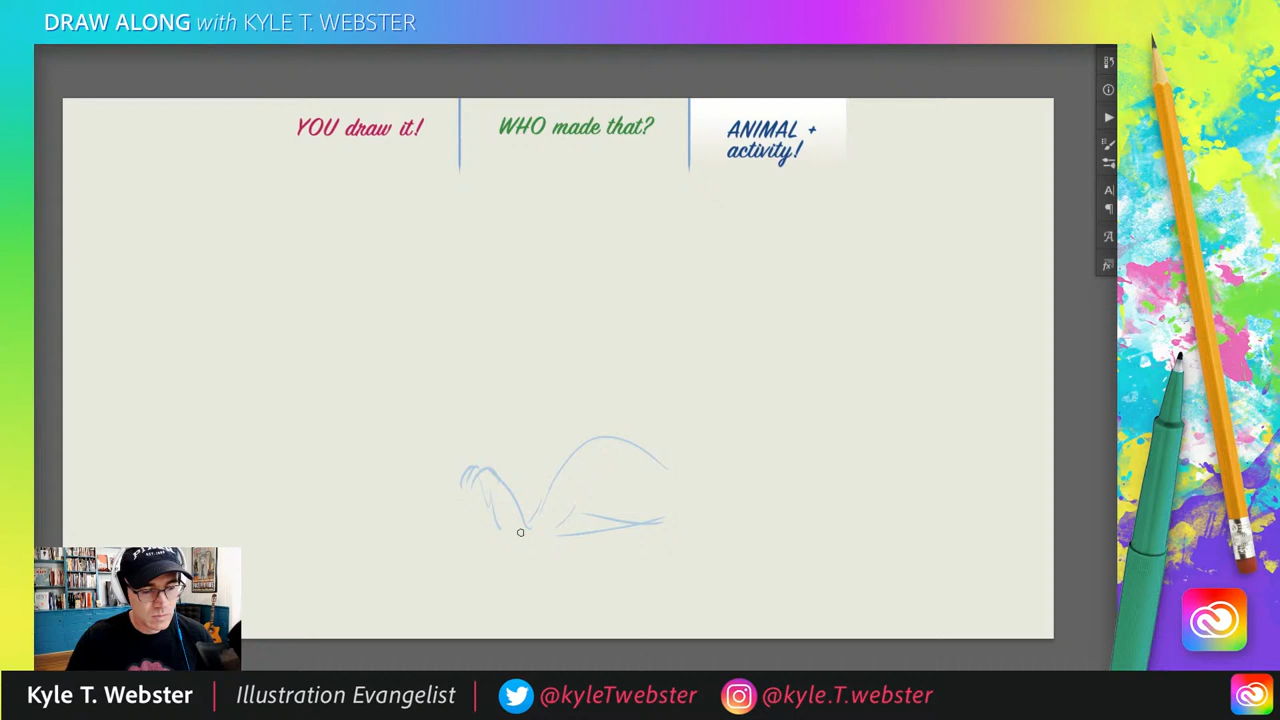 DRAW ALONG with KYLE T. WEBSTER
YOU draw it!
WHO made that?
ANIMAL +
activity!
Kyle T. Webster | Illustration Evangelist | @kyleTwebster @kyle.T.webster